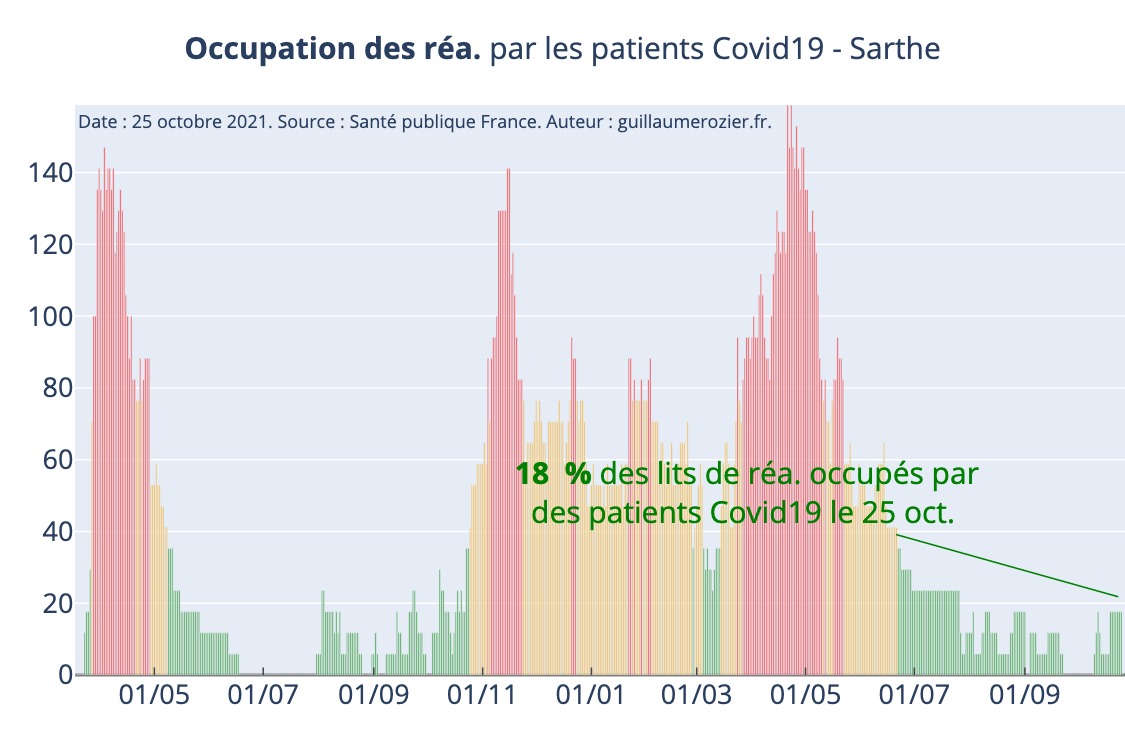 Occupation des réa. par les patients Covid19 - Sarthe
Date : 25 octobre 2021. Source : Santé publique France. Auteur : guillaumerozier.fr.
140
120
100
80
60
40
20
0
18 % des lits de réa. occupés par
des patients Covid19 le 25 oct.
01/05 01/07 01/09 01/11 01/01 01/03 01/05 01/07 01/09